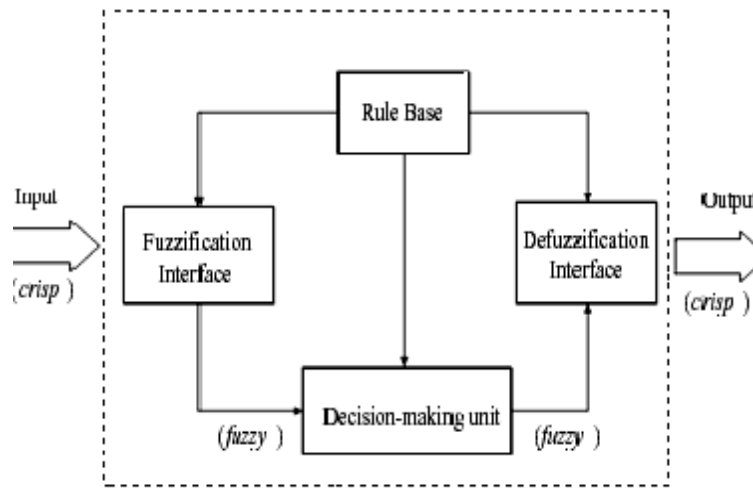 Rule Base
Input
Output
Fuzzification
Interface
Defuzzification
Interface
(crisp )
(crisp )
Decision-making unit
(fuzzy )
(fuzzy )